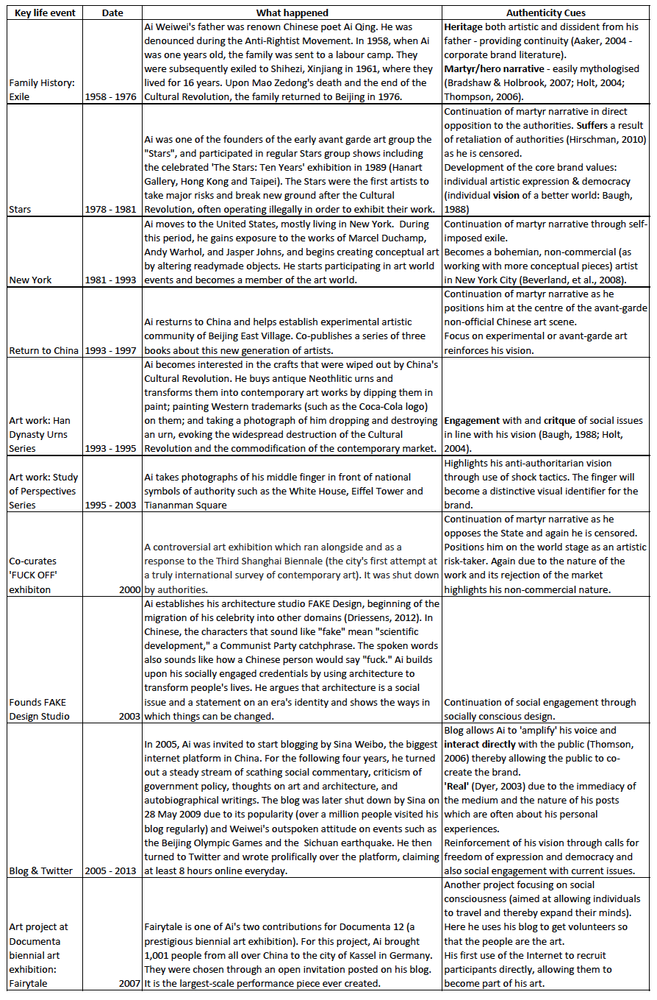 Key life event Date What happened Authenticity Cues
Family History: Exile
1958 - 1976
Ai Weiwei's father was renown Chinese poet Ai Qing. He was
denounced during the Anti-Rightist Movement. In 1958, when Ai
was one years old, the family was sent to a labour camp. They
were subsequently exiled to Shihezi, Xinjiang in 1961, where they
lived for 16 years. Upon Mao Zedong's death and the end of the
Cultural Revolution, the family returned to Beijing in 1976.
Heritage both artistic and dissident from his
father - providing continuity (Aaker, 2004 -
corporate brand literature).
Martyr/hero narrative - easily mythologised
(Bradshaw & Holbrook, 2007; Holt, 2004;
Thompson, 2006).
Stars
1978 - 1981
Ai was one of the founders of the early avant garde art group the
"Stars", and participated in regular Stars group shows including
the celebrated 'The Stars: Ten Years' exhibition in 1989 (Hanart
Gallery, Hong Kong and Taipei). The Stars were the first artists to
take major risks and break new ground after the Cultural
Revolution, often operating illegally in order to exhibit their work.
Continuation of martyr narrative in direct
opposition to the authorities. Suffers a result
of retaliation of authorities (Hirschman, 2010)
as he is censored.
Development of the core brand values:
individual artistic expression & democracy
(individual vision of a better world: Baugh,
1988)
New York
1981 - 1993
Ai moves to the United States, mostly living in New York. During
this period, he gains exposure to the works of Marcel Duchamp,
Andy Warhol, and Jasper Johns, and begins creating conceptual art
by altering readymade objects. He starts participating in art world
events and becomes a member of the art world.
Continuation of martyr narrative through self-
imposed exile.
Becomes a bohemian, non-commercial (as
working with more conceptual pieces) artist
in New York City (Beverland, et al., 2008).
Return to China
1993 - 1997
Ai resturns to China and helps establish experimental artistic
community of Beijing East Village. Co-publishes a series of three
books about this new generation of artists.
Continuation of martyr narrative as he
positions him at the centre of the avant-garde
non-official Chinese art scene.
Focus on experimental or avant-garde art
reinforces his vision.
Art work: Han
Dynasty Urns
Series
1993 - 1995
Ai becomes interested in the crafts that were wiped out by China's
Cultural Revolution. He buys antique Neothlitic urns and
transforms them into contemporary art works by dipping them in
paint; painting Western trademarks (such as the Coca-Cola logo)
on them; and taking a photograph of him dropping and destroying
an urn, evoking the widespread destruction of the Cultural
Revolution and the commodification of the contemporary market.
Engagement with and critque of social issues
in line with his vision (Baugh, 1988; Holt,
2004).
Art work: Study
of Perspectives
Series
1995 - 2003
Ai takes photographs of his middle finger in front of national
symbols of authority such as the White House, Eiffel Tower and
Tiananman Square
Highlights his anti-authoritarian vision
through use of shock tactics. The finger will
become a distinctive visual identifier for the
brand.
Co-curates
'FUCK OFF'
exhibiton
2000
A controversial art exhibition which ran alongside and as a
response to the Third Shanghai Biennale (the city's first attempt at
a truly international survey of contemporary art). It was shut down
by authorities.
Continuation of martyr narrative as he
opposes the State and again he is censored.
Positions him on the world stage as an artistic
risk-taker. Again due to the nature of the
work and its rejection of the market
highlights his non-commercial nature.
Founds FAKE
Design Studio
2003
Ai establishes his architecture studio FAKE Design, beginning of the
migration of his celebrity into other domains (Driessens, 2012). In
Chinese, the characters that sound like "fake" mean "scientific
development," a Communist Party catchphrase. The spoken words
also sounds like how a Chinese person would say "fuck." Ai builds
upon his socially engaged credentials by using architecture to
transform people's lives. He argues that architecture is a social
issue and a statement on an era's identity and shows the ways in
which things can be changed.
Continuation of social engagement through
socially conscious design.
Blog & Twitter
2005 - 2013
In 2005, Ai was invited to start blogging by Sina Weibo, the biggest
internet platform in China. For the following four years, he turned
out a steady stream of scathing social commentary, criticism of
government policy, thoughts on art and architecture, and
autobiographical writings. The blog was later shut down by Sina on
28 May 2009 due to its popularity (over a million people visited his
blog regularly) and Weiwei's outspoken attitude on events such as
the Beijing Olympic Games and the Sichuan earthquake. He then
turned to Twitter and wrote prolifically over the platform, claiming
at least 8 hours online everyday.
Blog allows Ai to 'amplify' his voice and
interact directly with the public (Thomson,
2006) thereby allowing the public to co-
create the brand.
'Real' (Dyer, 2003) due to the immediacy of
the medium and the nature of his posts
which are often about his personal
experiences.
Reinforcement of his vision through calls for
freedom of expression and democracy and
also social engagement with current issues.
Art project at
Documenta
biennial art
exhibition:
Fairytale
2007
Fairytale is one of Ai's two contributions for Documenta 12 (a
prestigious biennial art exhibition). For this project, Ai brought
1,001 people from all over China to the city of Kassel in Germany.
They were chosen through an open invitation posted on his blog.
It is the largest-scale performance piece ever created.
Another project focusing on social
consciousness (aimed at allowing individuals
to travel and thereby expand their minds).
Here he uses his blog to get volunteers so
that the people are the art.
His first use of the Internet to recruit
participants directly, allowing them to
become part of his art.